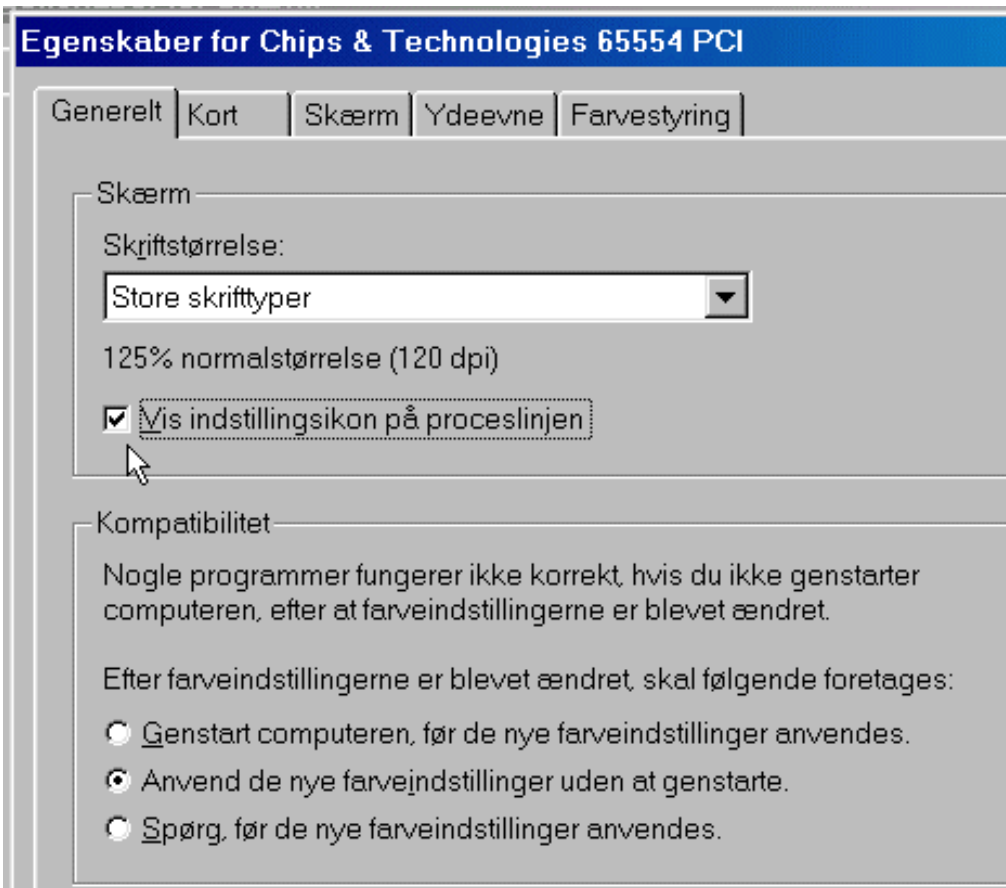 Egenskaber for Chips & Technologies 65554 PCI
Generelt Kort Skærm Ydeevne Farvestyring
Skærm
Skriftstørrelse:
Store skrifttyper
125% normalstørrelse (120 dpi)
Vis indstillingsikon på proceslinjen
Kompatibilitet
Nogle programmer fungerer ikke korrekt, hvis du ikke genstarter
computeren, efter at farveindstillingerne er blevet ændret.
Efter farveindstillingerne er blevet ændret, skal følgende foretages:
Genstart computeren, før de nye farveindstillinger anvendes.
Anvend de nye farveindstillinger uden at genstarte.
Spørg, før de nye farveindstillinger anvendes.